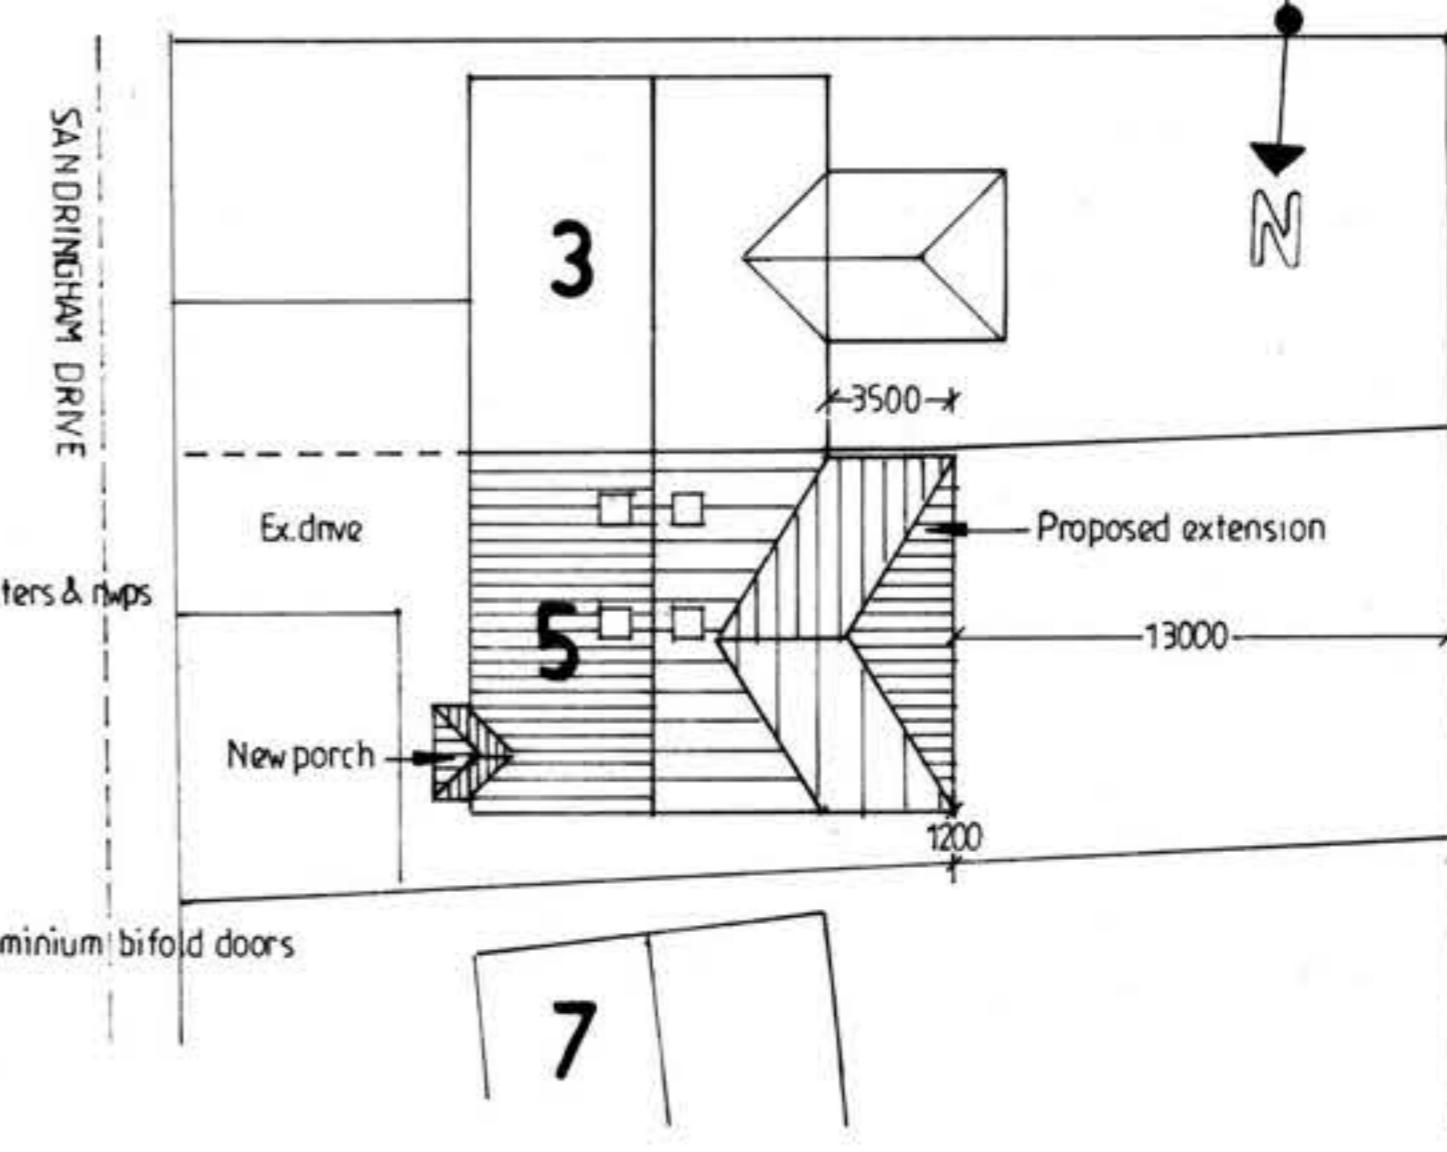 N
SANDRINGHAM DRIVE
3
3500
Ex. drive
Proposed extension
ters & rwps
5
13000
New porch
1200
minium bifold doors
7